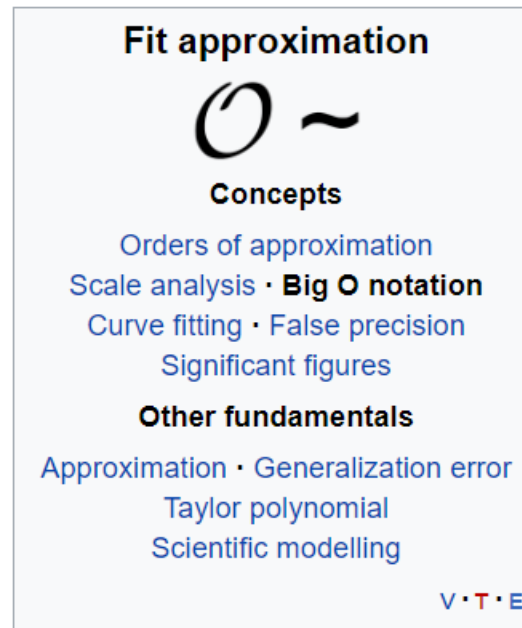 Fit approximation
𝒪 ~
Concepts
Orders of approximation
Scale analysis · Big O notation
Curve fitting · False precision
Significant figures
Other fundamentals
Approximation · Generalization error
Taylor polynomial
Scientific modelling
V · T · E